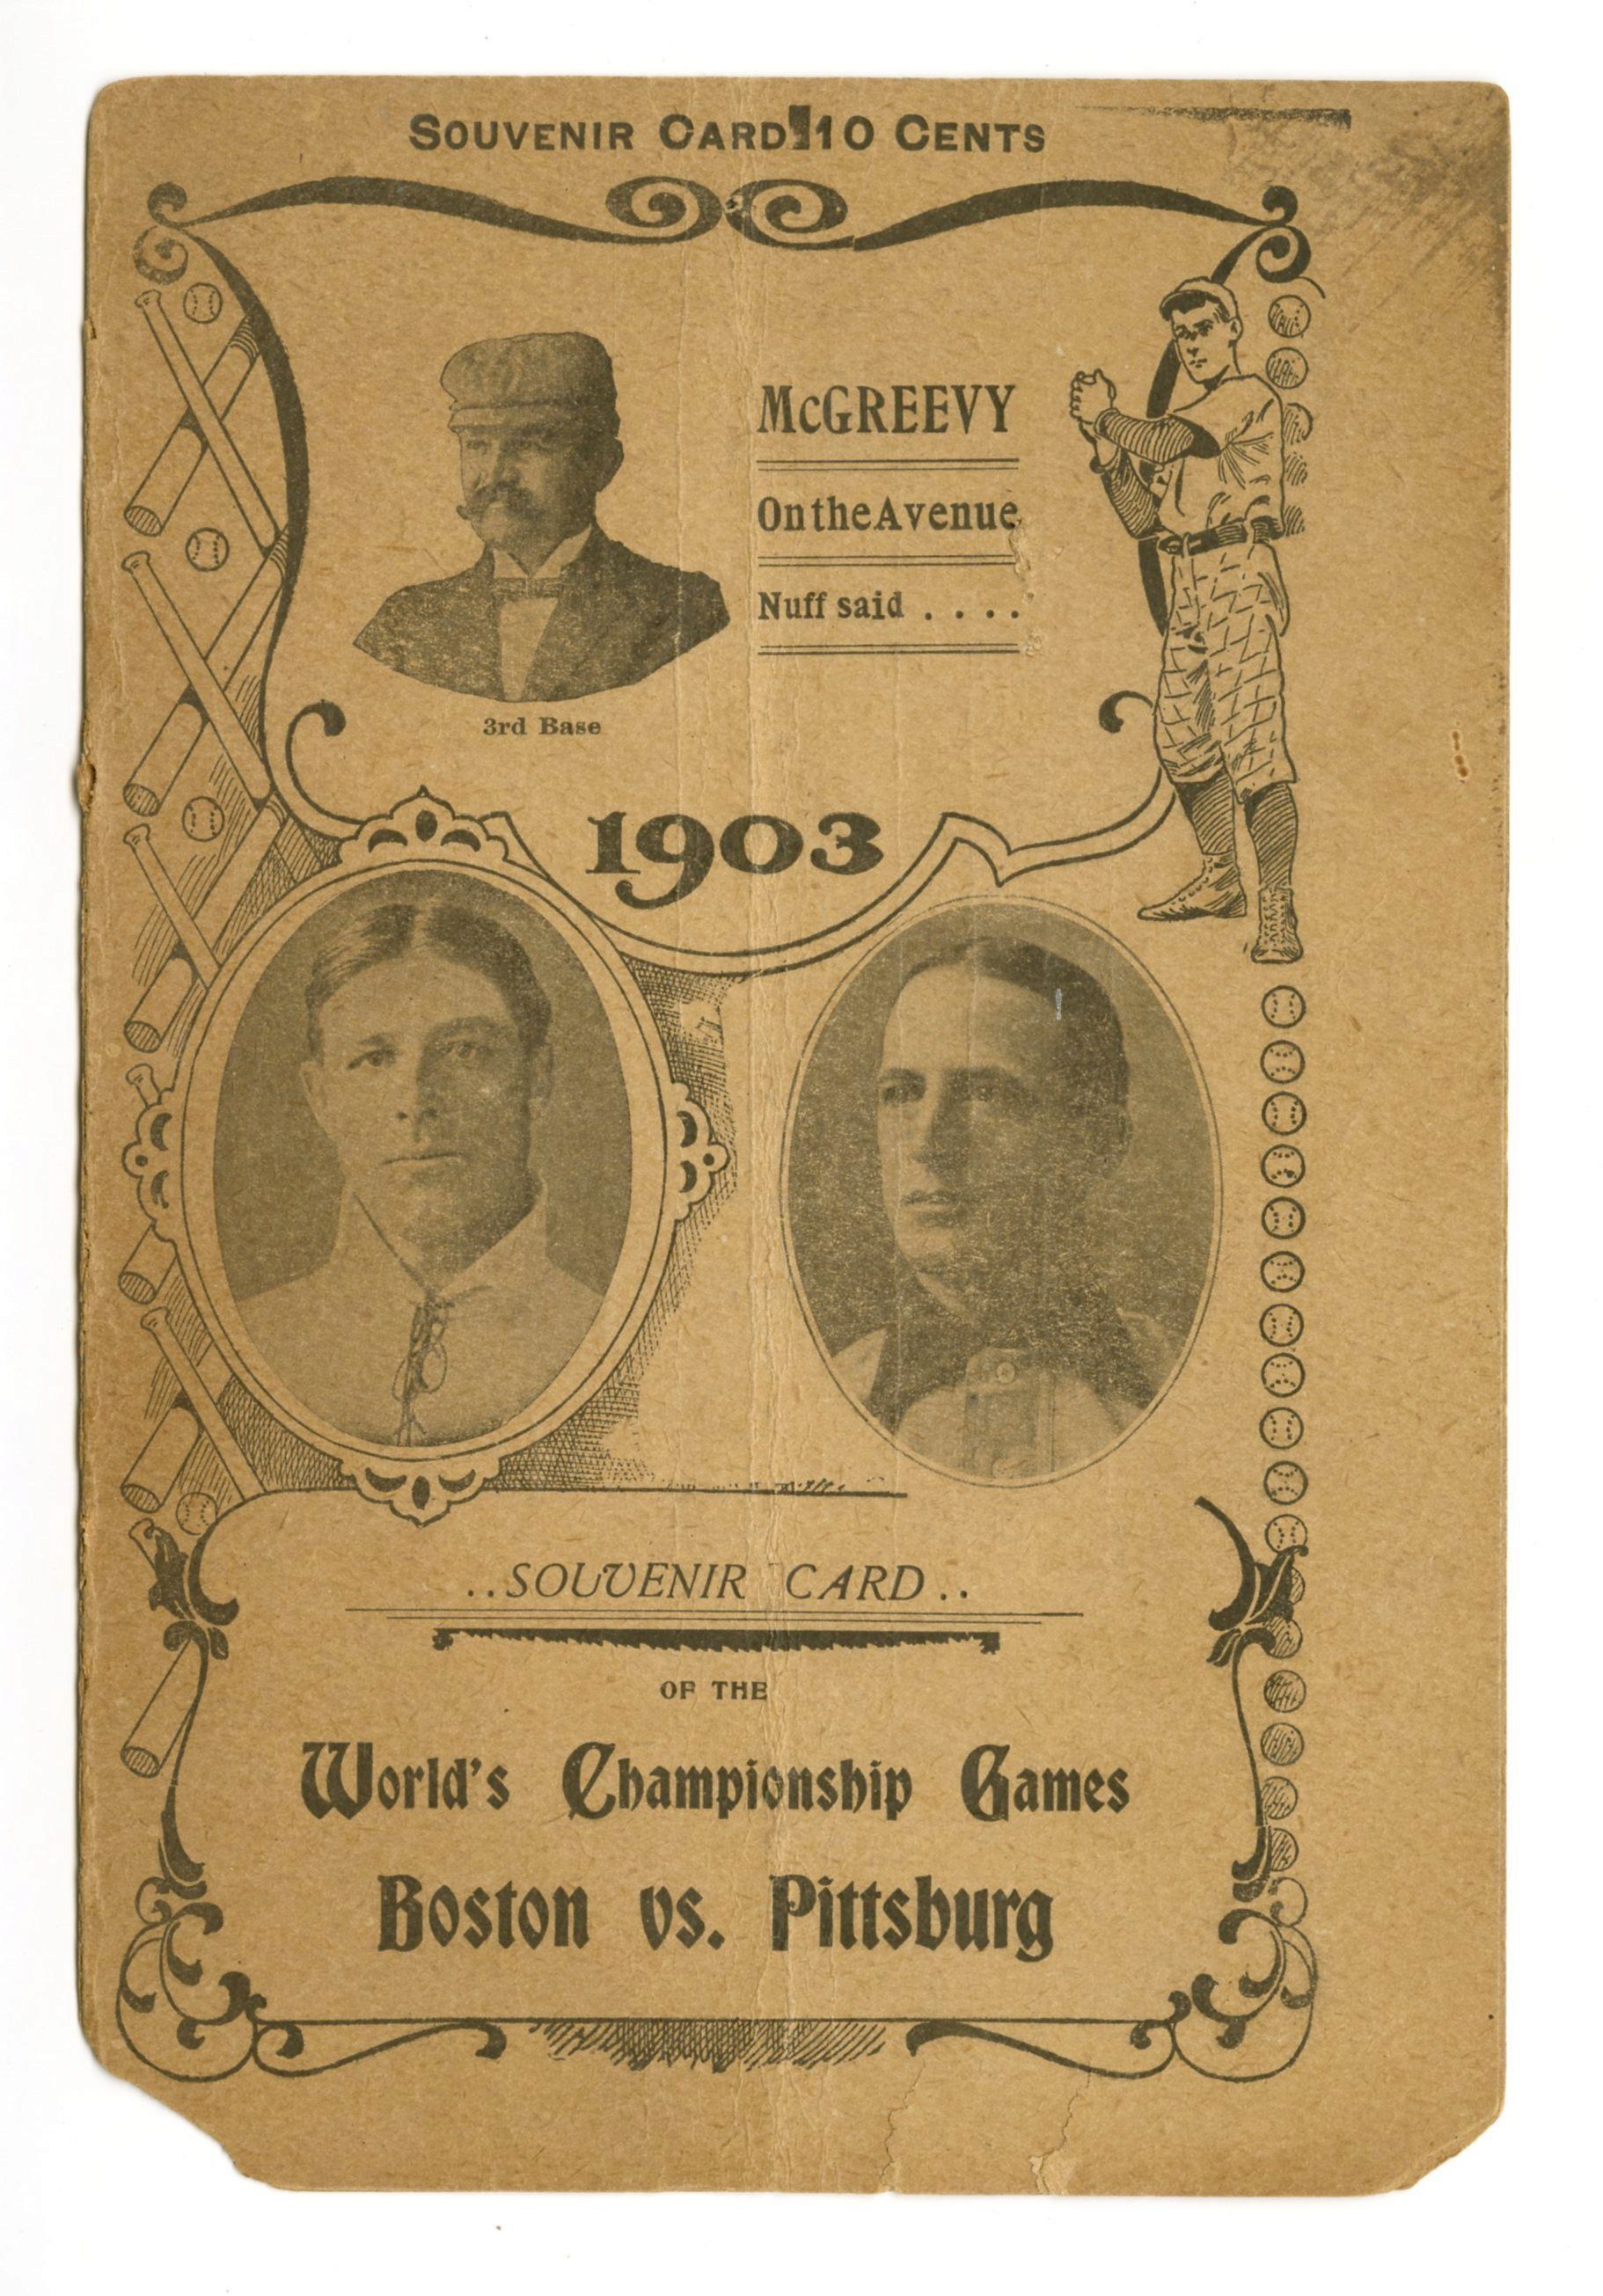 SOUVENIR CARD 10 CENTS
McGREEVY
On the Avenue
Nuff said . . . .
3rd Base
1903
..SOUVENIR CARD..
OF THE
World's Championship Games
Boston vs. Pittsburg